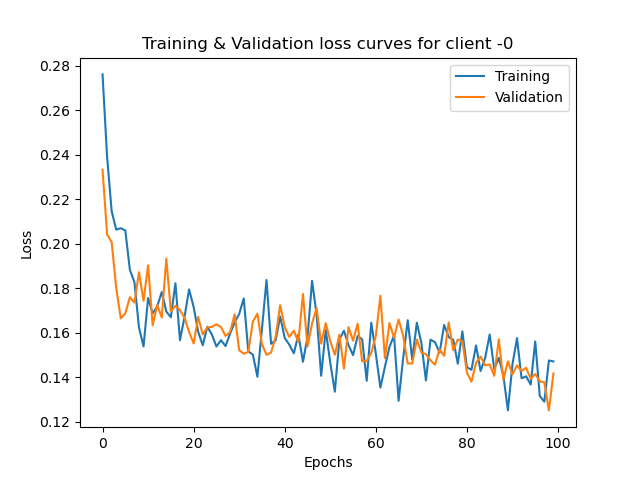 Training & Validation loss curves for client -0
Training
Validation
0.28
0.26
0.24
0.22
0.20
0.18
0.16
0.14
0.12
Loss
0 20 40 60 80 100
Epochs